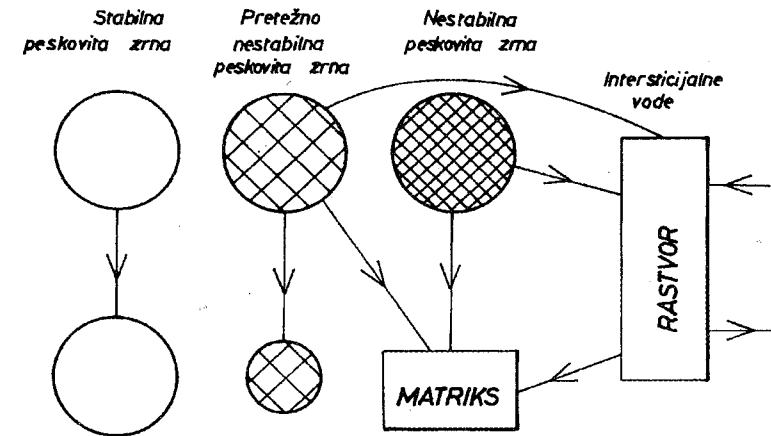 Stabilna
peskovita zrna
Pretežno
nestabilna
peskovita zrna
Nestabilna
peskovita zrna
Intersticijalne
vode
RASTVOR
MATRIKS